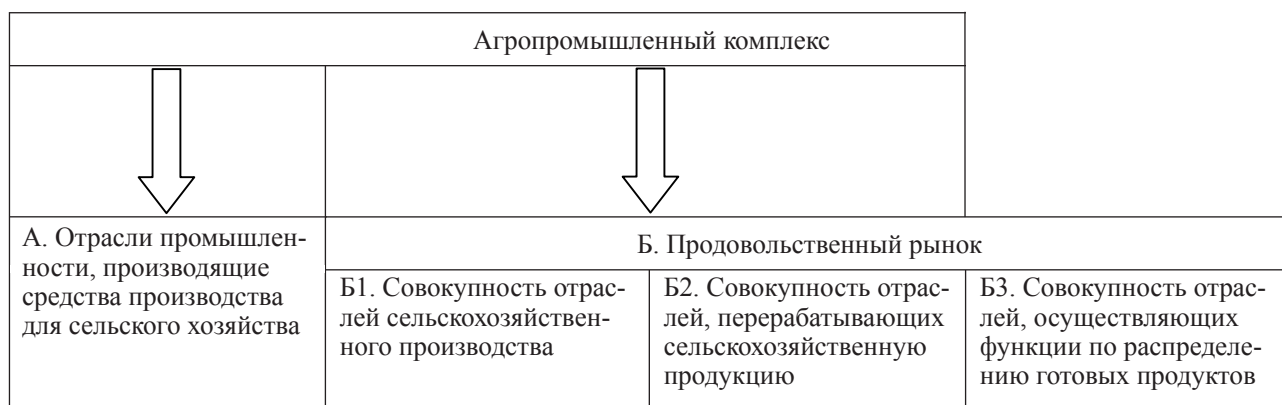 Агропромышленный комплекс
А. Отрасли промышлен-
ности, производящие
средства производства
для сельского хозяйства
Б. Продовольственный рынок
Б1. Совокупность отрас-
лей сельскохозяйствен-
ного производства
Б2. Совокупность отрас-
лей, перерабатывающих
сельскохозяйственную
продукцию
Б3. Совокупность отрас-
лей, осуществляющих
функции по распределе-
нию готовых продуктов